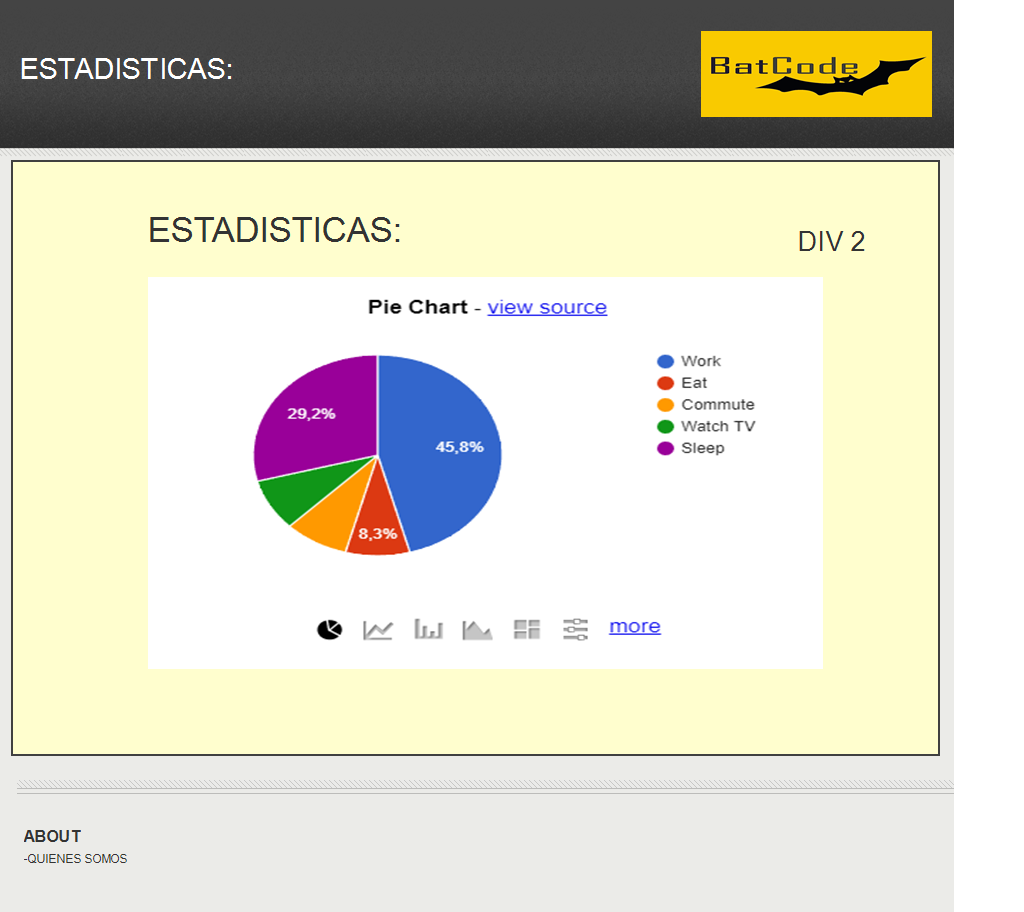 ESTADISTICAS:
BatCode
ESTADISTICAS:
DIV 2
Pie Chart - view source
29,2%
45,8%
8,3%
Work
Eat
Commute
Watch TV
Sleep
more
ABOUT
-QUIENES SOMOS